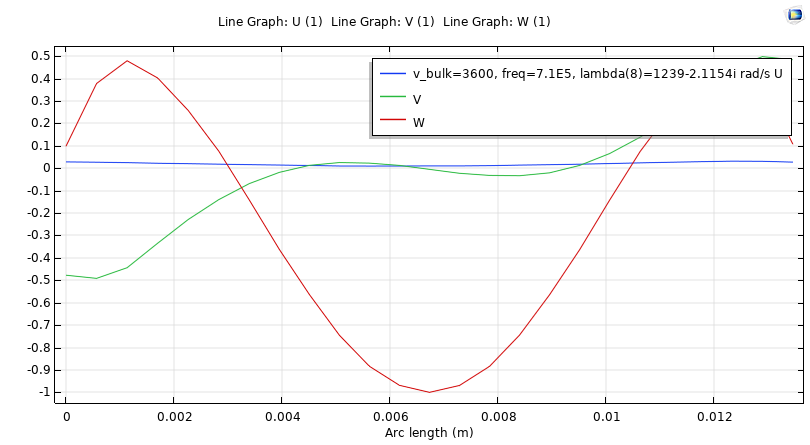 Line Graph: U (1)  Line Graph: V (1)  Line Graph: W (1)
0.5
v_bulk=3600, freq=7.1E5, lambda(8)=1239-2.1154i rad/s U
0.4
V
0.3
W
0.2
0.1
0
-0.1
-0.2
-0.3
-0.4
-0.5
-0.6
-0.7
-0.8
-0.9
-1
0 0.002 0.004 0.006 0.008 0.01 0.012
Arc length (m)